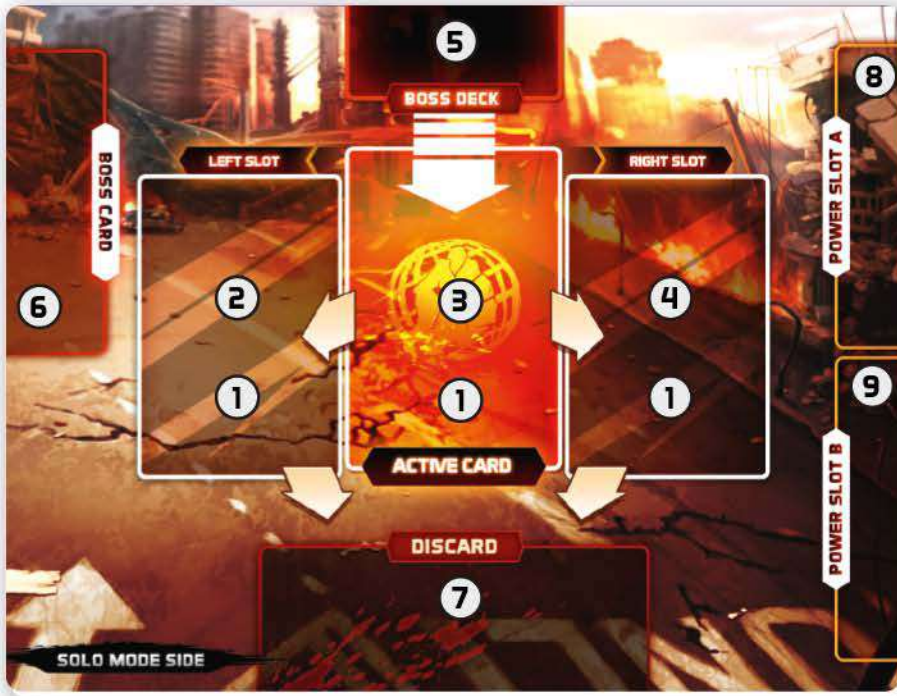 5
BOSS DECK
8
POWER SLOT A
BOSS CARD
LEFT SLOT
RIGHT SLOT
6
2
3
4
1
1
1
ACTIVE CARD
9
POWER SLOT B
DISCARD
7
SOLO MODE SIDE